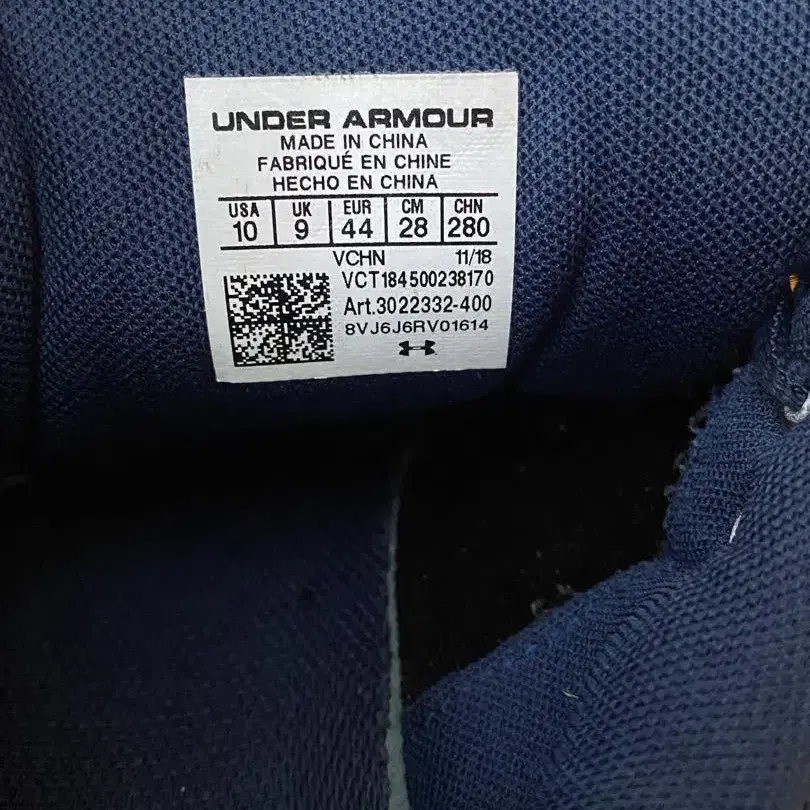 UNDER ARMOUR
MADE IN CHINA
FABRIQUÉ EN CHINE
HECHO EN CHINA
USA UK EUR CM CHN
10 9 44 28 280
VCHN 11/18
VCT184500238170
Art.3022332-400
8VJ6J6RV01614